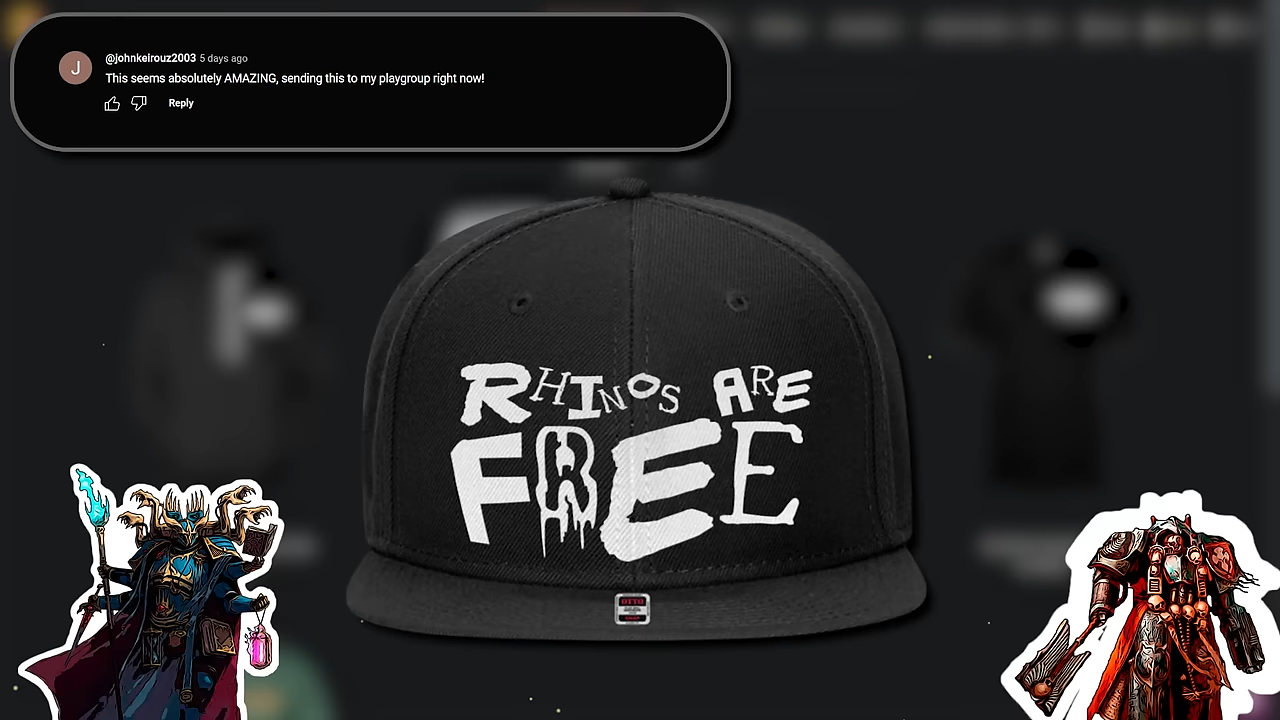 @johnkeirouz2003 5 days ago
This seems absolutely AMAZING, sending this to my playgroup right now!
Reply
J
RHINOS ARE
FREE
OTTO